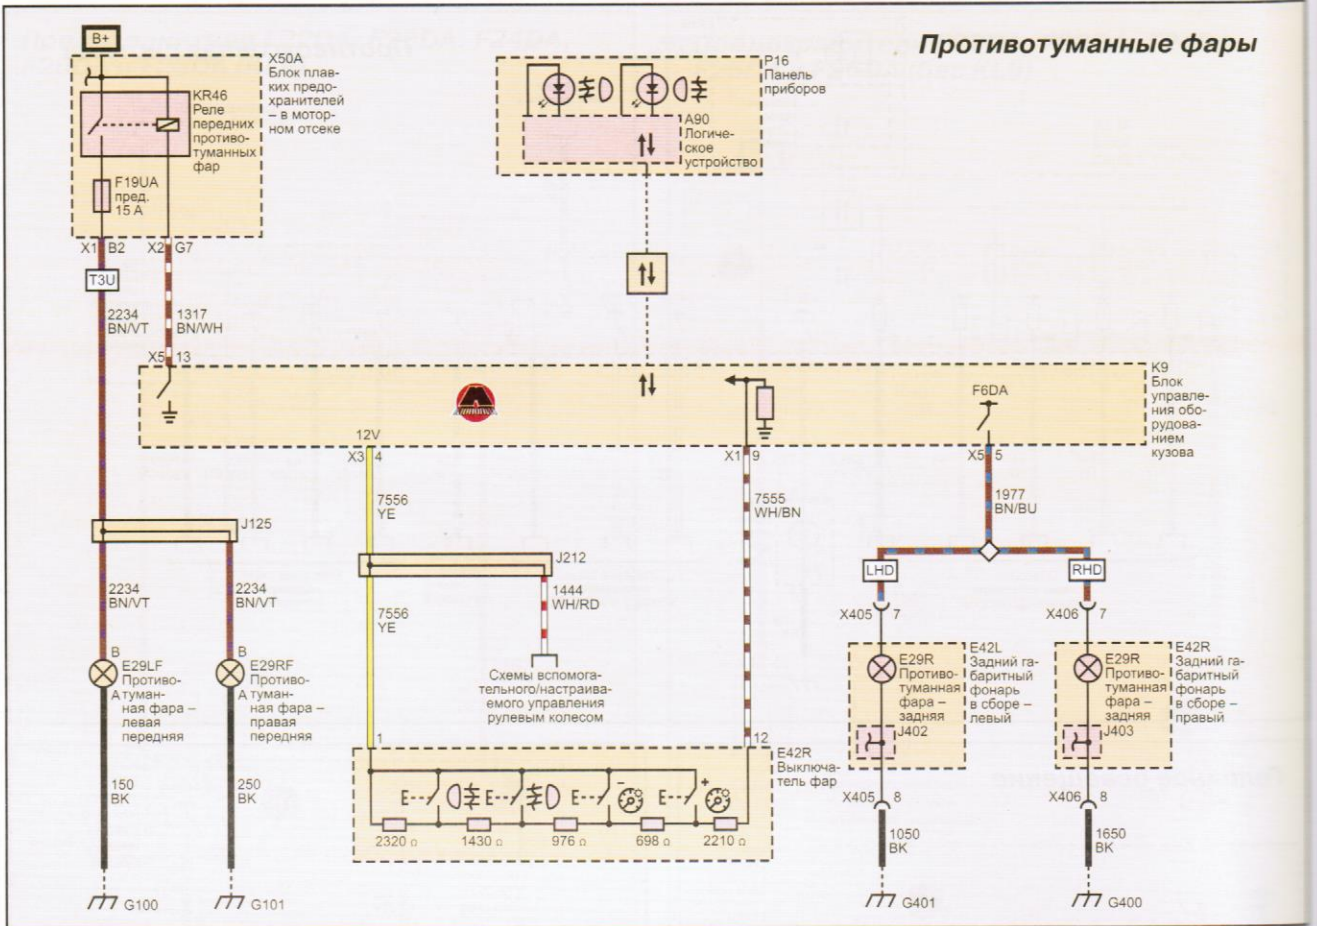 Противотуманные фары
B+
X50A
Блок плав-
ких предо-
хранителей
– в мотор-
ном отсеке
KR46
Реле
передних
противо-
туманных
фар
F19UA
пред.
15 A
X1 B2
X2 G7
T3U
2234
BN/VT
1317
BN/WH
X5 13
P16
Панель
приборов
A90
Логиче-
ское
устройство
K9
Блок
управле-
ния обо-
рудова-
нием
кузова
F6DA
12V
X3 4
X1 9
X5 5
7556
YE
7555
WH/BN
1977
BN/BU
J125
J212
LHD
RHD
2234
BN/VT
2234
BN/VT
7556
YE
1444
WH/RD
X405 7
X406 7
Схемы вспомога-
тельного/настраива-
емого управления
рулевым колесом
B
E29LF
Противо-
A туман-
ная фара –
левая
передняя
B
E29RF
Противо-
A туман-
ная фара –
правая
передняя
E29R
Противо-
туманная
фара –
задняя
J402
E42L
Задний га-
баритный
фонарь
в сборе –
левый
E29R
Противо-
туманная
фара –
задняя
J403
E42R
Задний га-
баритный
фонарь
в сборе –
правый
1
12
E42R
Выключа-
тель фар
− +
2320 Ω 1430 Ω 976 Ω 698 Ω 2210 Ω
150
BK
250
BK
X405 8
X406 8
1050
BK
1650
BK
G100
G101
G401
G400